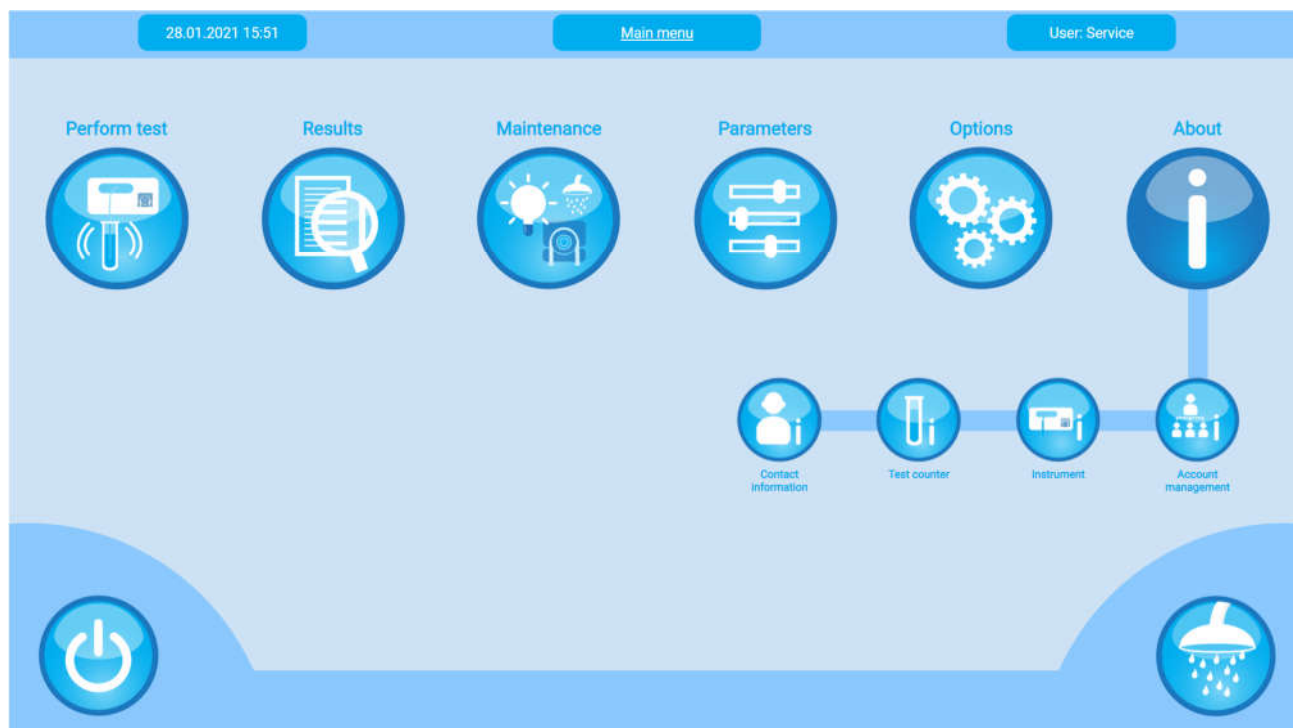 28.01.2021 15:51
Main menu
User: Service
Perform test
Results
Maintenance
Parameters
Options
About
Contact
information
Test counter
Instrument
Account
management